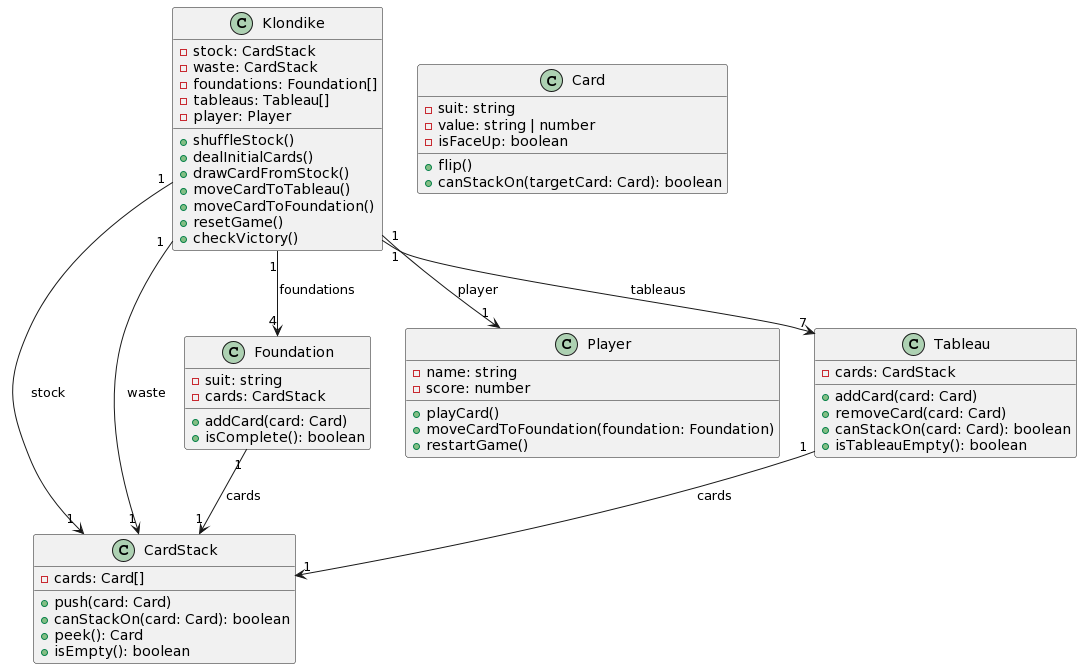 C Klondike
stock: CardStack
waste: CardStack
foundations: Foundation[]
tableaus: Tableau[]
player: Player
shuffleStock()
dealInitialCards()
drawCardFromStock()
moveCardToTableau()
moveCardToFoundation()
resetGame()
checkVictory()
C Card
suit: string
value: string | number
isFaceUp: boolean
flip()
canStackOn(targetCard: Card): boolean
1
1
1
1
1
foundations
player
tableaus
4
1
7
C Foundation
suit: string
cards: CardStack
addCard(card: Card)
isComplete(): boolean
C Player
name: string
score: number
playCard()
moveCardToFoundation(foundation: Foundation)
restartGame()
C Tableau
cards: CardStack
addCard(card: Card)
removeCard(card: Card)
canStackOn(card: Card): boolean
isTableauEmpty(): boolean
stock
waste
1
cards
1
cards
1
1
1
1
C CardStack
cards: Card[]
push(card: Card)
canStackOn(card: Card): boolean
peek(): Card
isEmpty(): boolean